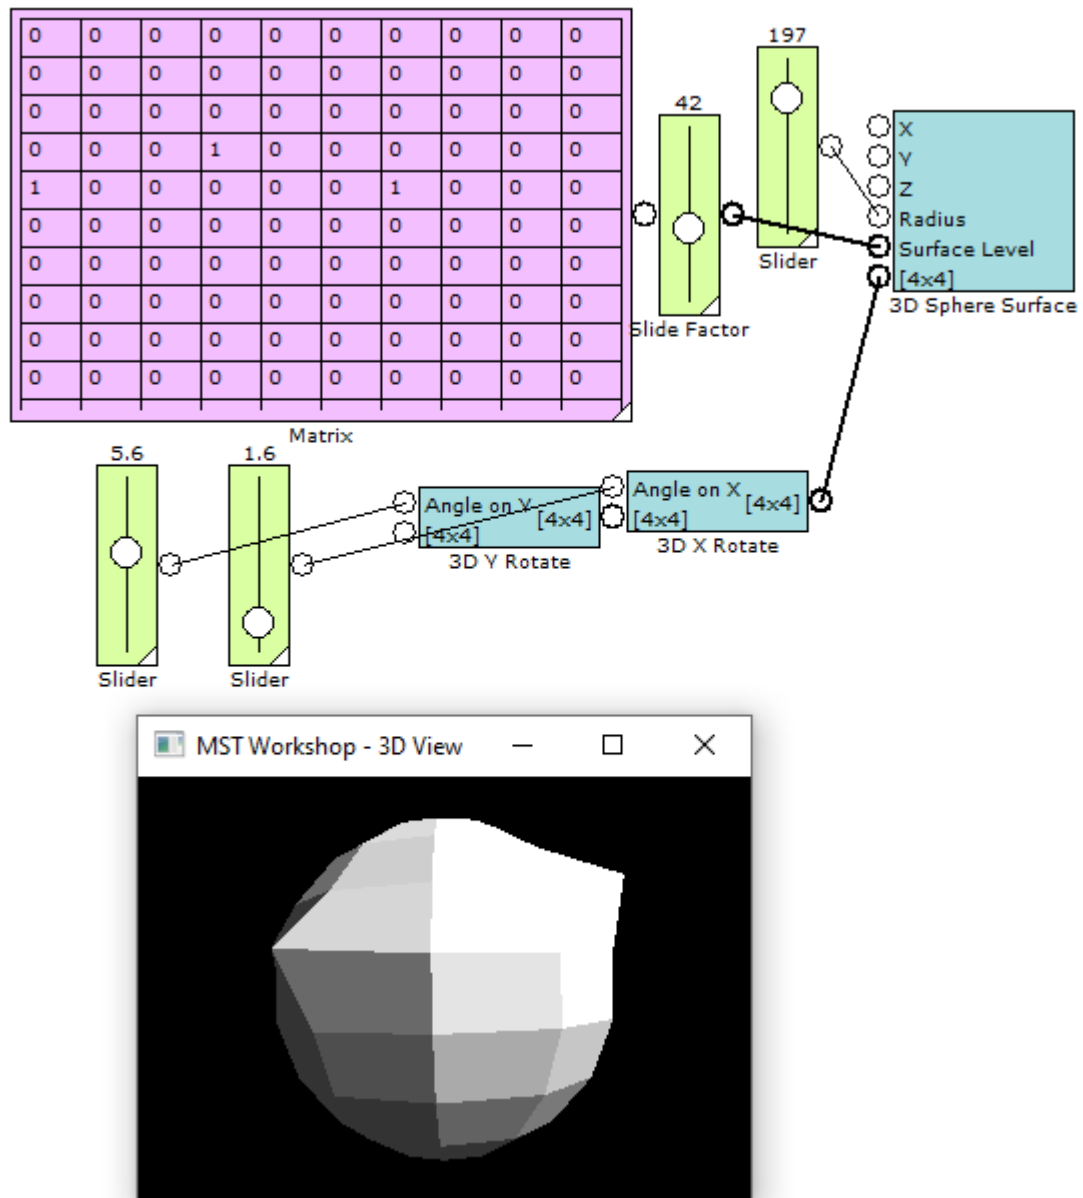 0 0 0 0 0 0 0 0 0 0
0 0 0 0 0 0 0 0 0 0
0 0 0 0 0 0 0 0 0 0
0 0 0 1 0 0 0 0 0 0
1 0 0 0 0 0 1 0 0 0
0 0 0 0 0 0 0 0 0 0
0 0 0 0 0 0 0 0 0 0
0 0 0 0 0 0 0 0 0 0
0 0 0 0 0 0 0 0 0 0
0 0 0 0 0 0 0 0 0 0
Matrix
42
Slide Factor
197
Slider
X
Y
Z
Radius
Surface Level
[4x4]
3D Sphere Surface
5.6
Slider
1.6
Slider
Angle on Y
[4x4]
[4x4]
3D Y Rotate
Angle on X
[4x4]
[4x4]
3D X Rotate
MST Workshop - 3D View